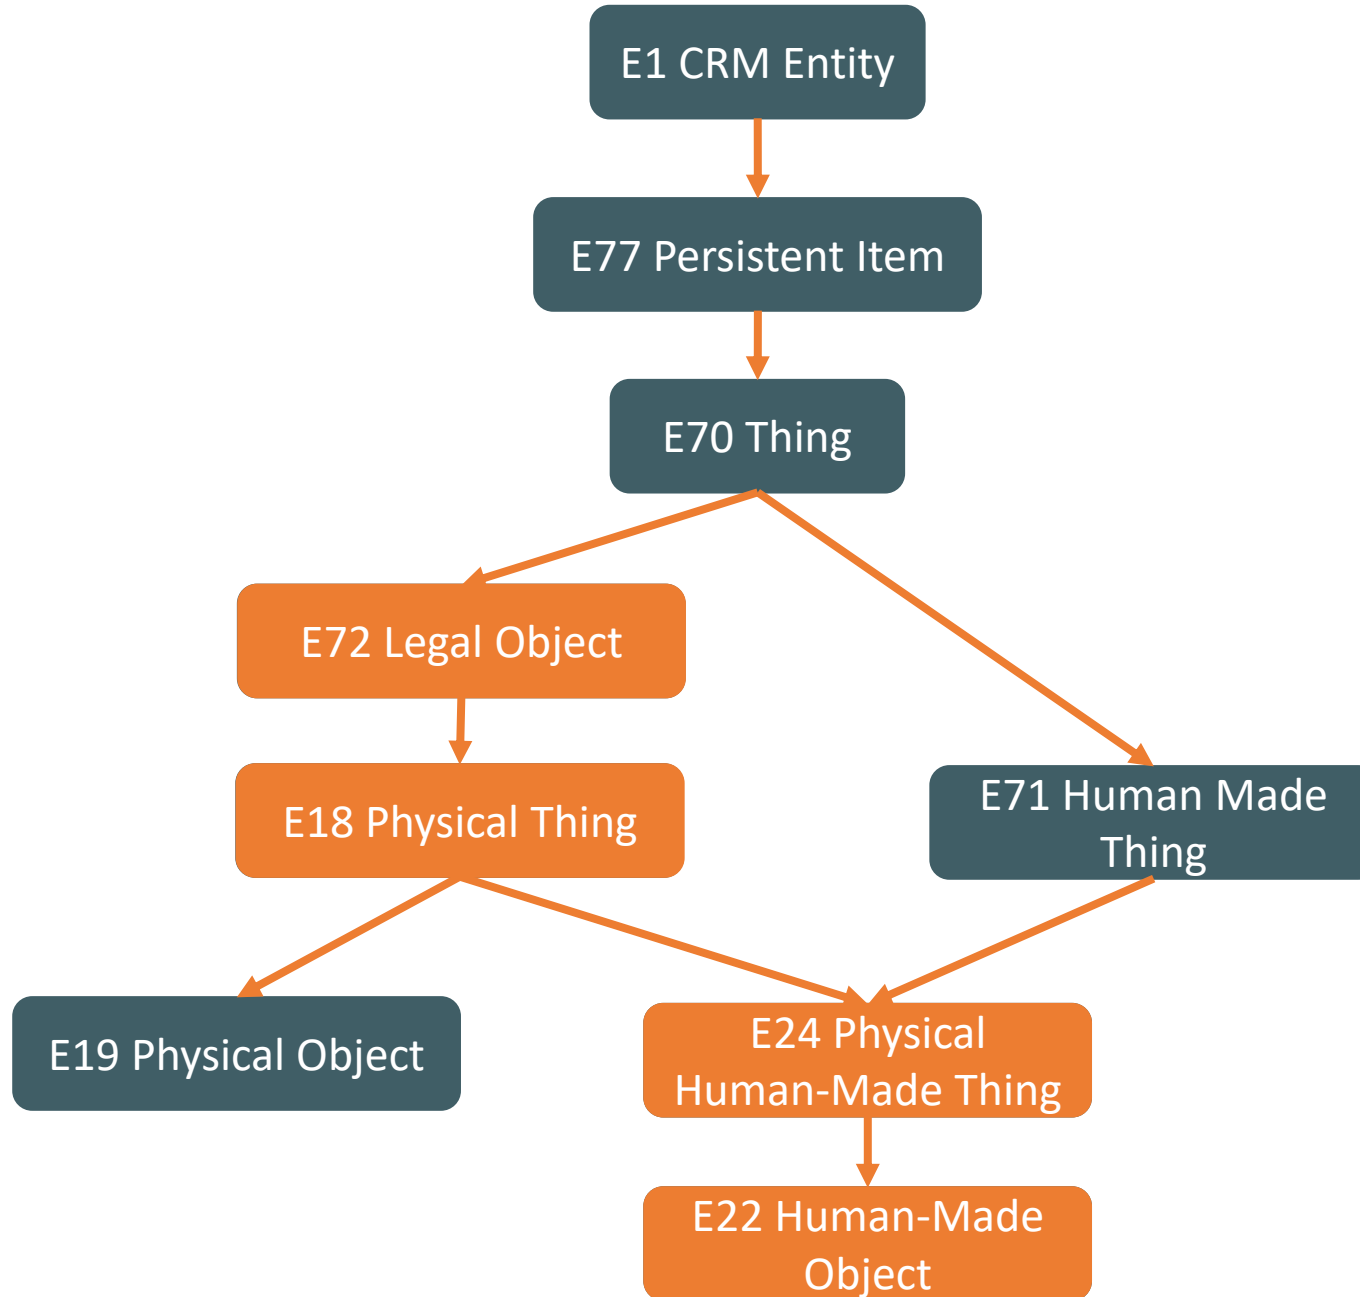 E1 CRM Entity
E77 Persistent Item
E70 Thing
E72 Legal Object
E18 Physical Thing
E71 Human Made
Thing
E19 Physical Object
E24 Physical
Human-Made Thing
E22 Human-Made
Object